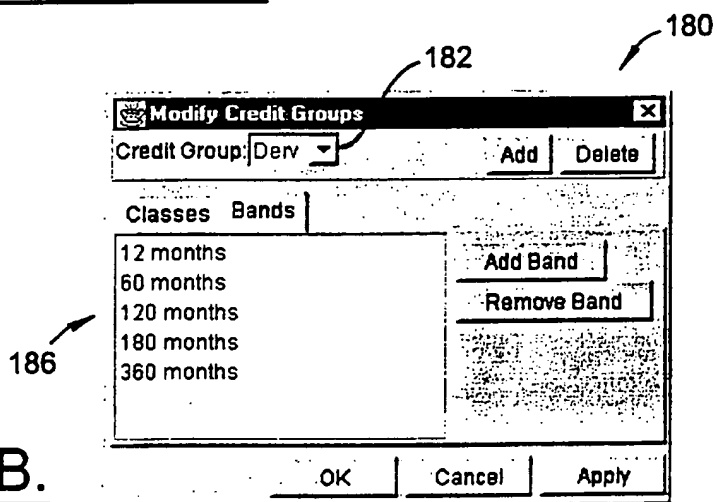 180
182
Modify Credit Groups
Credit Group: Derv Add Delete
Classes Bands
12 months
60 months
120 months
180 months
360 months
Add Band
Remove Band
186
B.
OK Cancel Apply